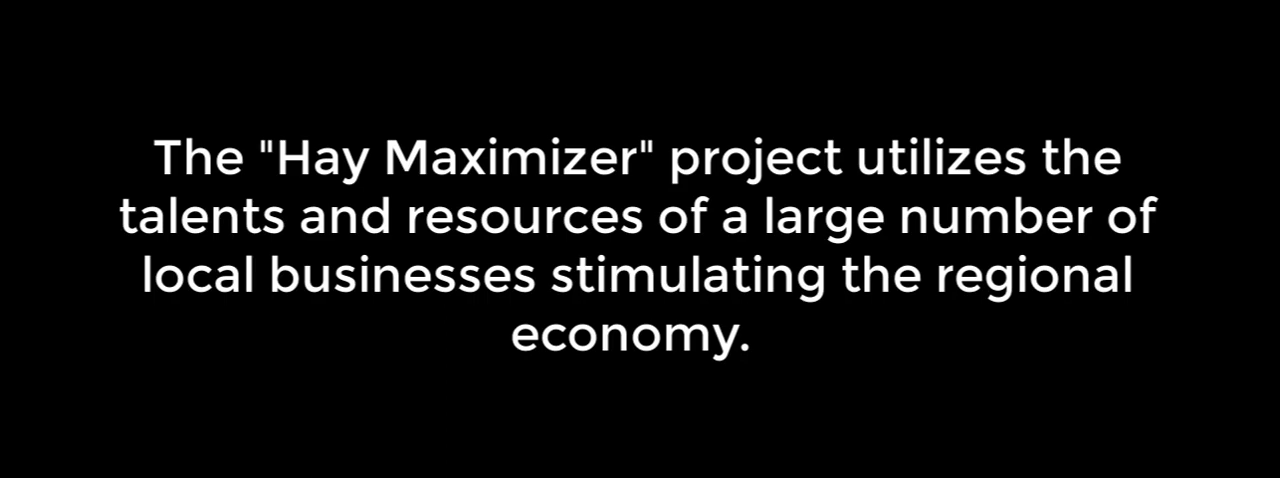 The "Hay Maximizer" project utilizes the
talents and resources of a large number of
local businesses stimulating the regional
economy.